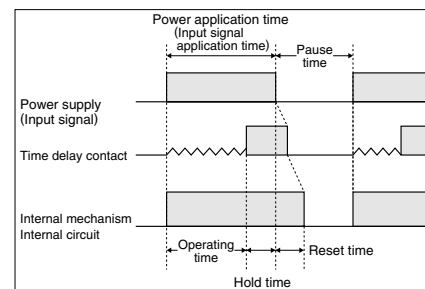 Power application time
(Input signal
application time)
Pause
time
Power supply
(Input signal)
Time delay contact
Internal mechanism
Internal circuit
Operating
time
Reset time
Hold time